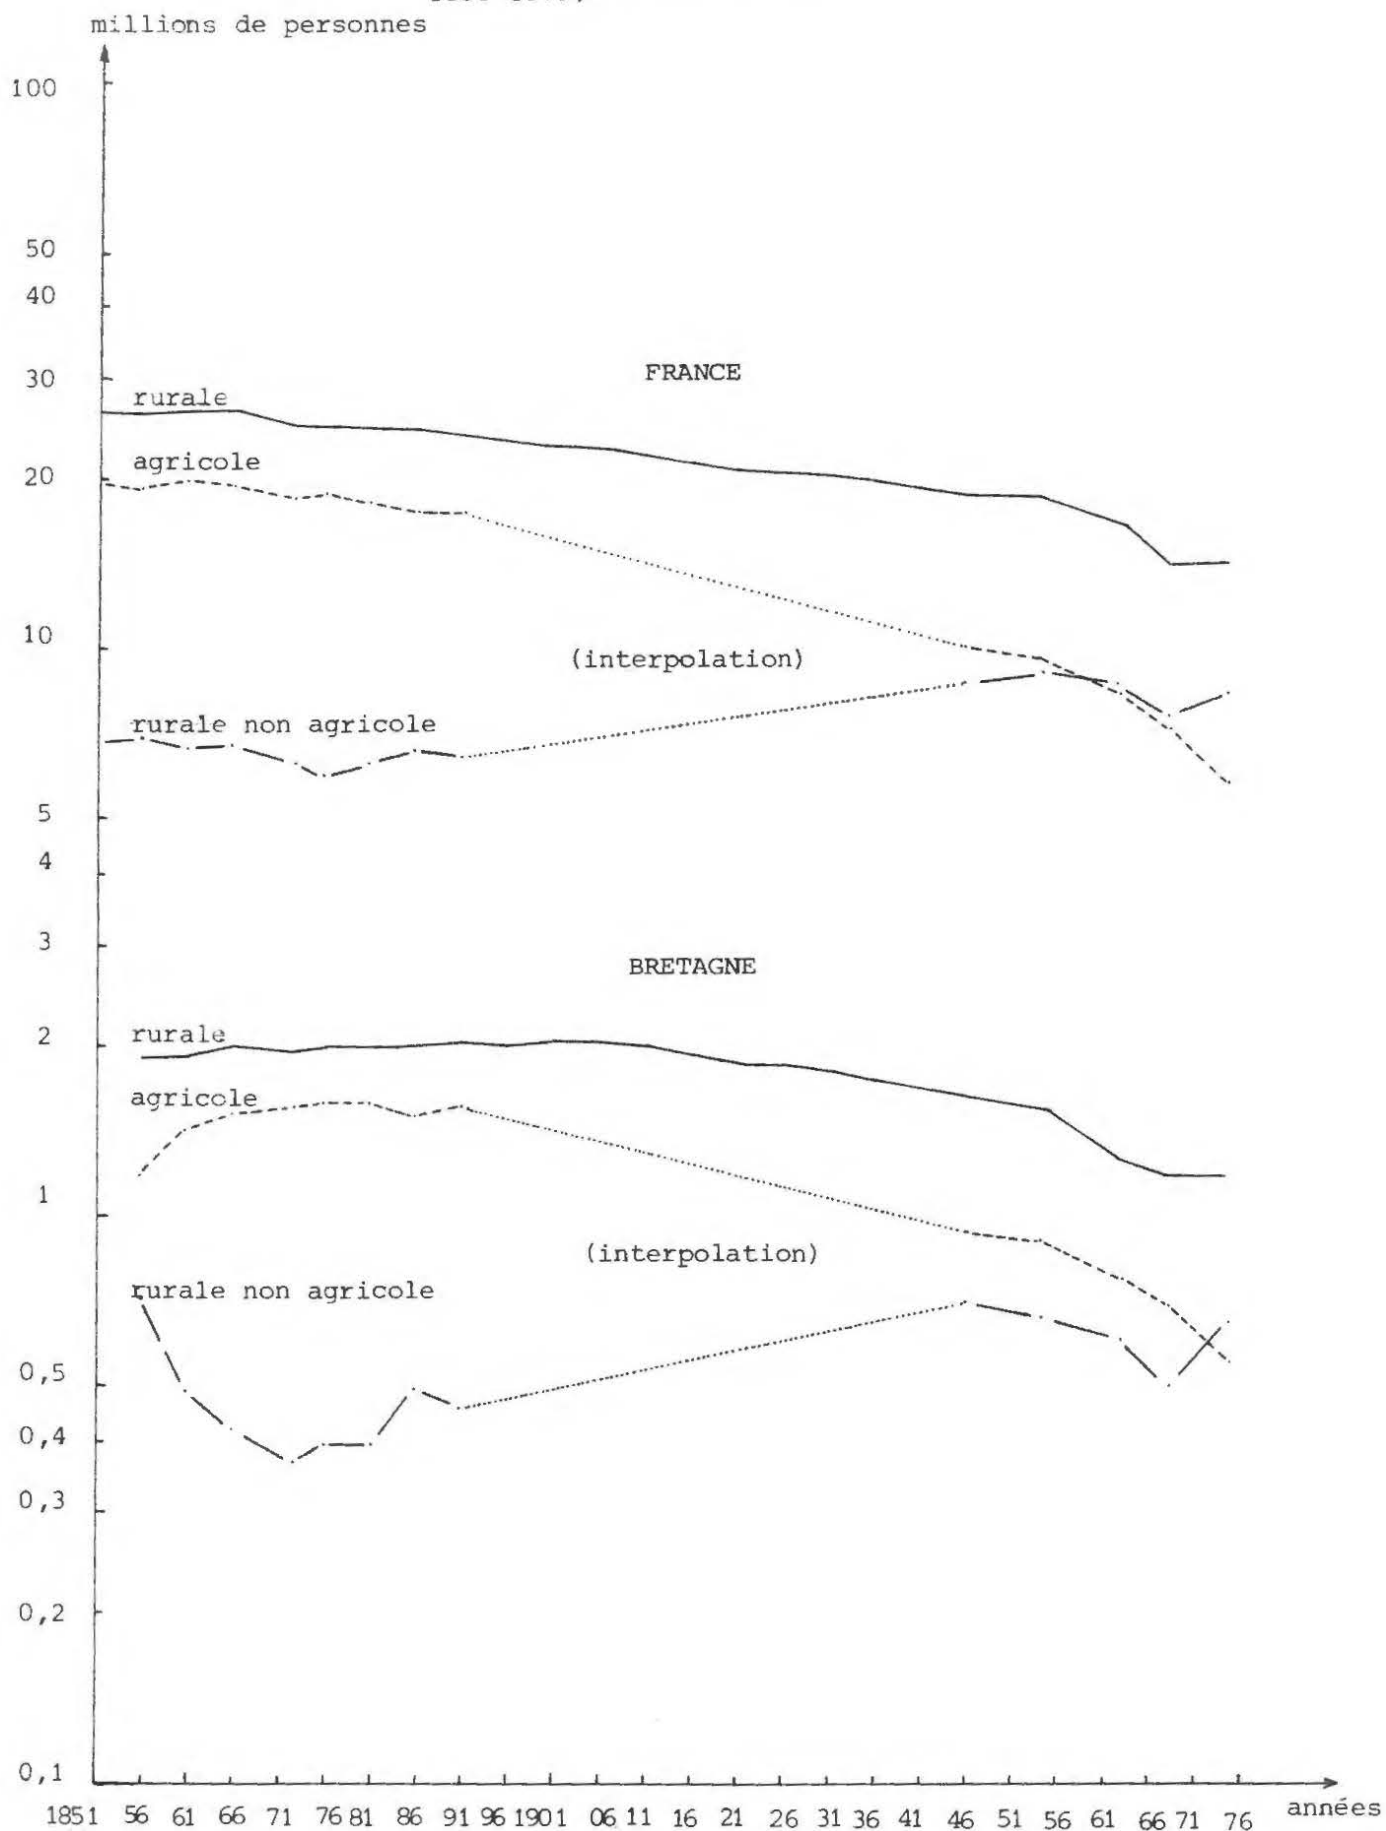 millions de personnes
100
50
40
30
FRANCE
rurale
agricole
20
10
(interpolation)
rurale non agricole
5
4
3
BRETAGNE
2
rurale
agricole
1
(interpolation)
rurale non agricole
0,5
0,4
0,3
0,2
0,1
1851 56 61 66 71 76 81 86 91 96 1901 06 11 16 21 26 31 36 41 46 51 56 61 66 71 76 années